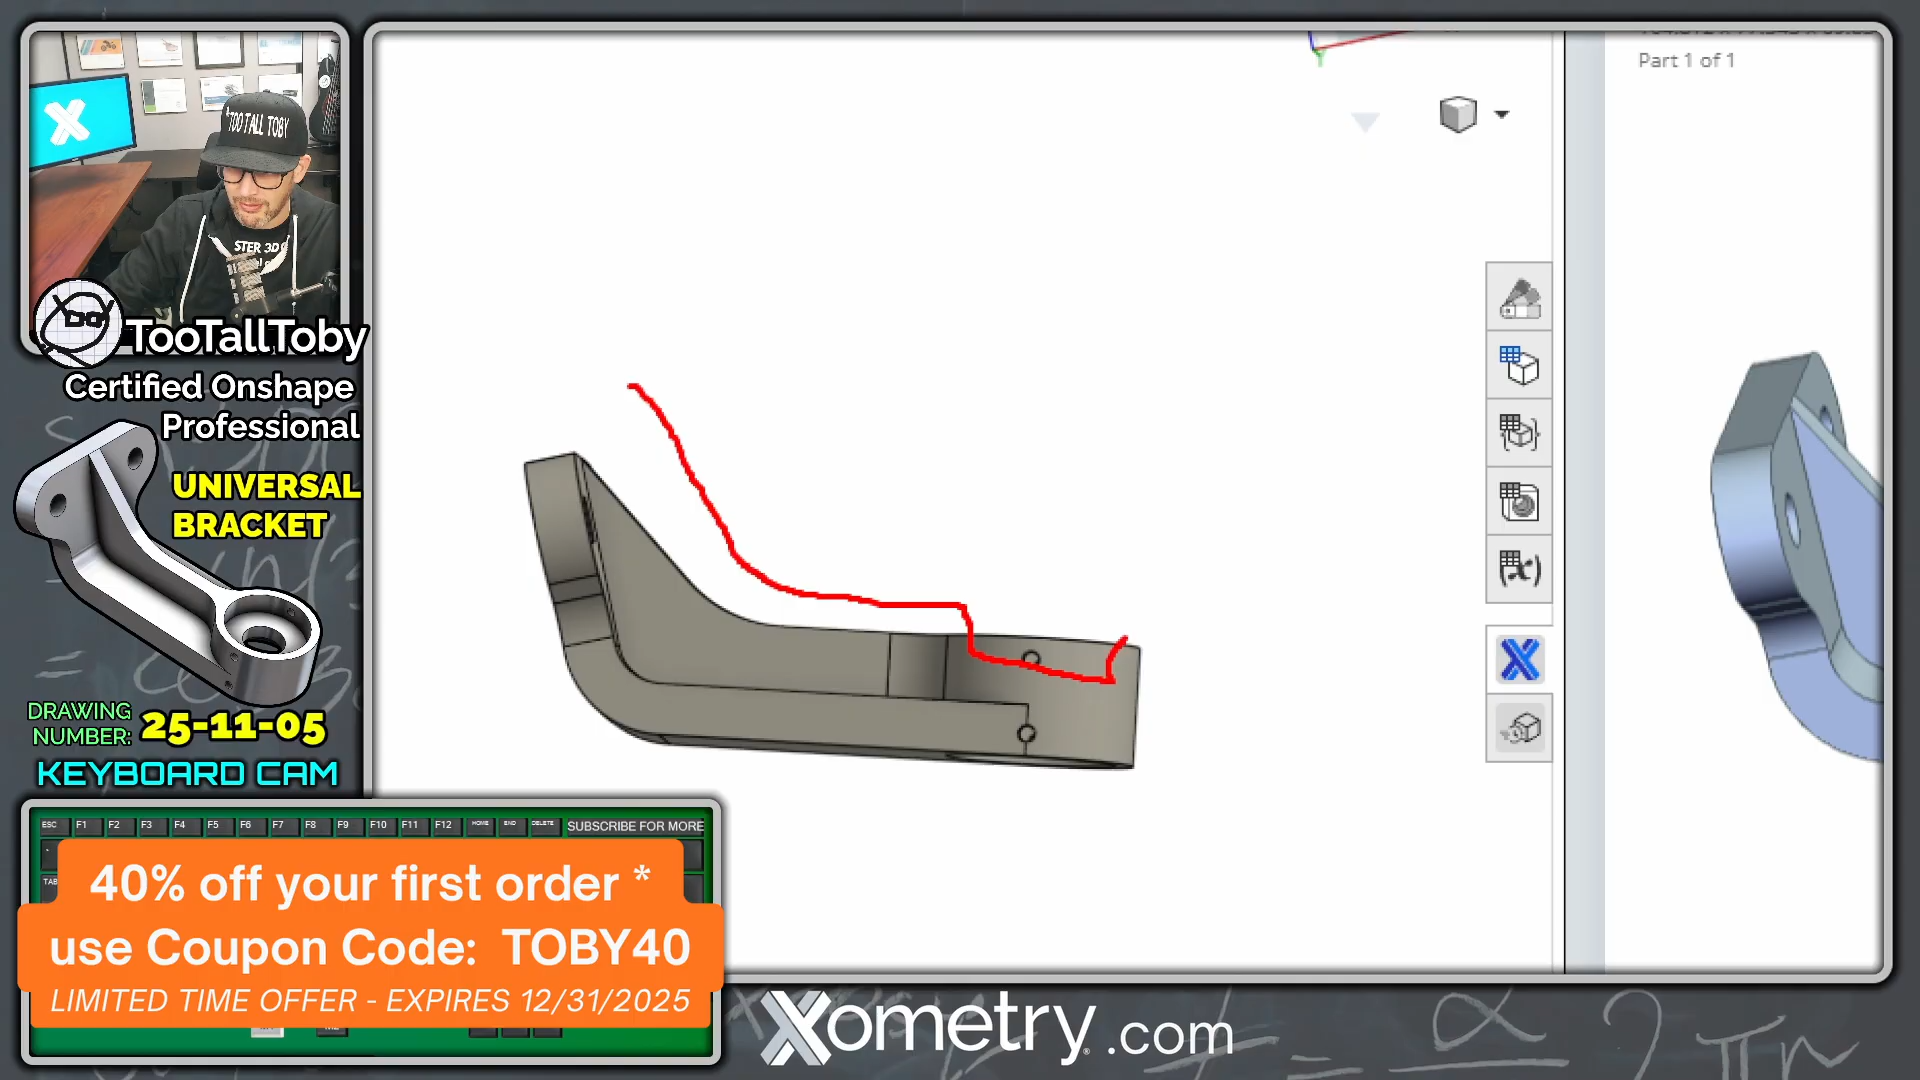 TOO TALL TOBY
STER 3D
TooTallToby
Certified Onshape
Professional
UNIVERSAL
BRACKET
DRAWING
NUMBER: 25-11-05
KEYBOARD CAM
ESC F1 F2 F3 F4 F5 F6 F7 F8 F9 F10 F11 F12 HOME END DELETE SUBSCRIBE FOR MORE
TAB
40% off your first order *
use Coupon Code: TOBY40
LIMITED TIME OFFER - EXPIRES 12/31/2025
Part 1 of 1
(x)
Xometry.com